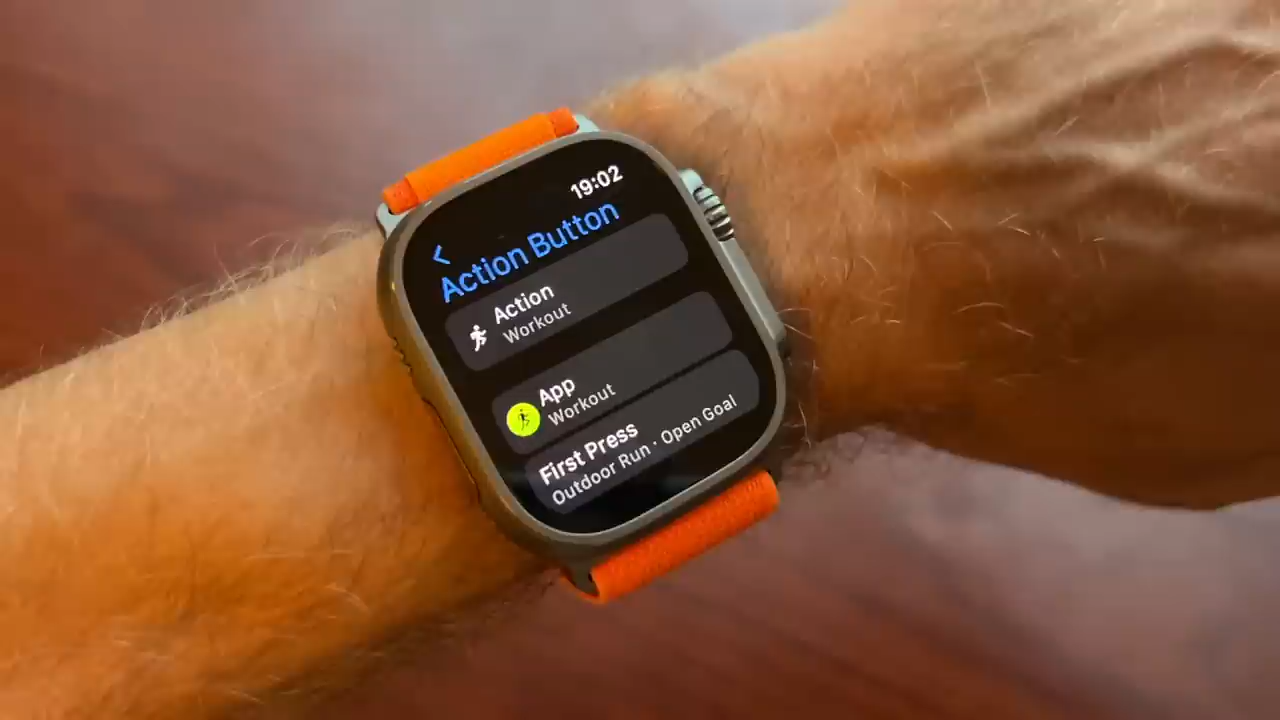 19:02
<
Action Button
Action
Workout
App
Workout
First Press
Outdoor Run · Open Goal